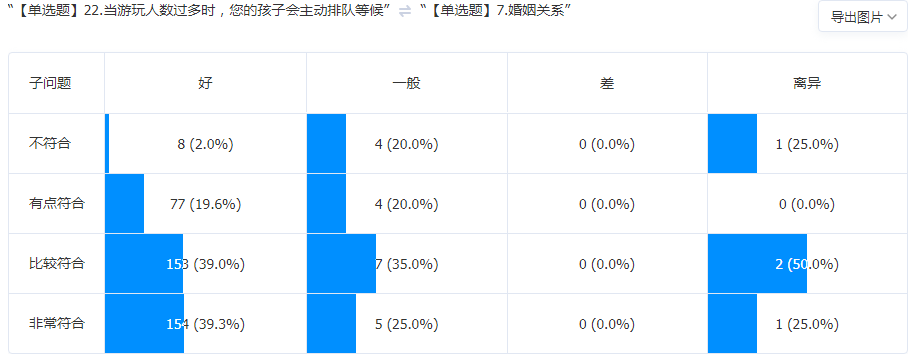 “【单选题】22.当游玩人数过多时，您的孩子会主动排队等候” ⇌ “【单选题】7.婚姻关系”
导出图片
子问题 好 一般 差 离异
不符合 8 (2.0%) 4 (20.0%) 0 (0.0%) 1 (25.0%)
有点符合 77 (19.6%) 4 (20.0%) 0 (0.0%) 0 (0.0%)
比较符合 153 (39.0%) 7 (35.0%) 0 (0.0%) 2 (50.0%)
非常符合 154 (39.3%) 5 (25.0%) 0 (0.0%) 1 (25.0%)